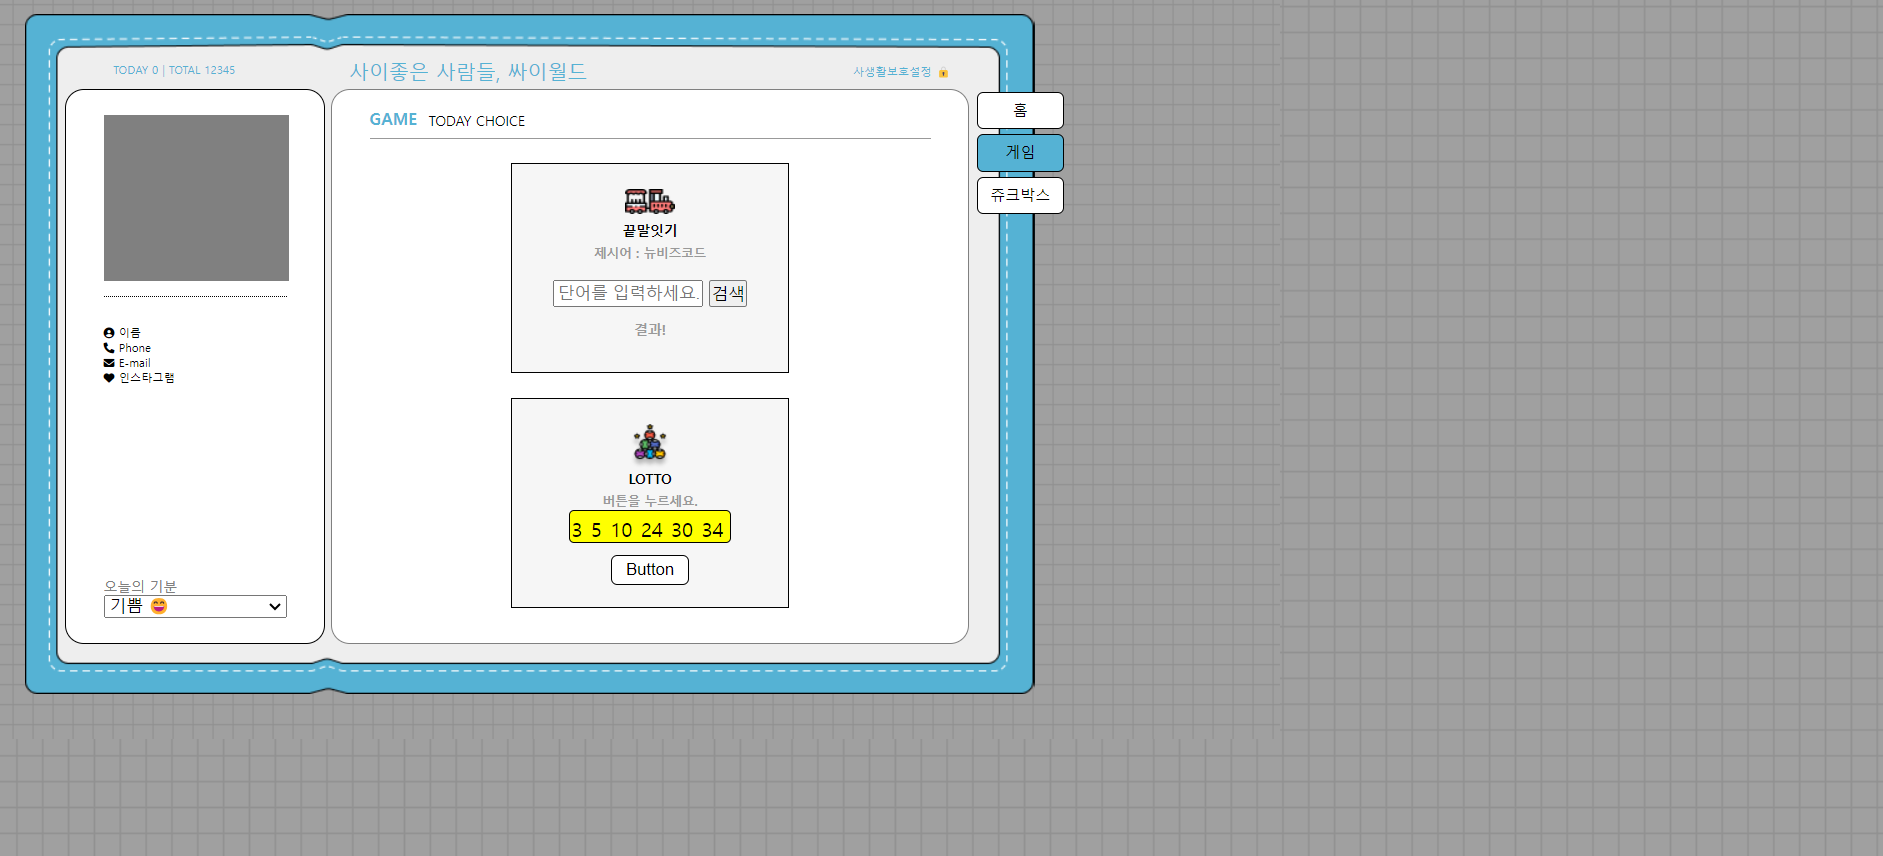 TODAY 0 | TOTAL 12345
사이좋은 사람들, 싸이월드
사생활보호설정 🔒
이름
Phone
E-mail
인스타그램
오늘의 기분
기쁨 😄
GAME TODAY CHOICE
끝말잇기
제시어 : 뉴비즈코드
단어를 입력하세요. 검색
결과!
LOTTO
버튼을 누르세요.
3 5 10 24 30 34
Button
홈
게임
쥬크박스